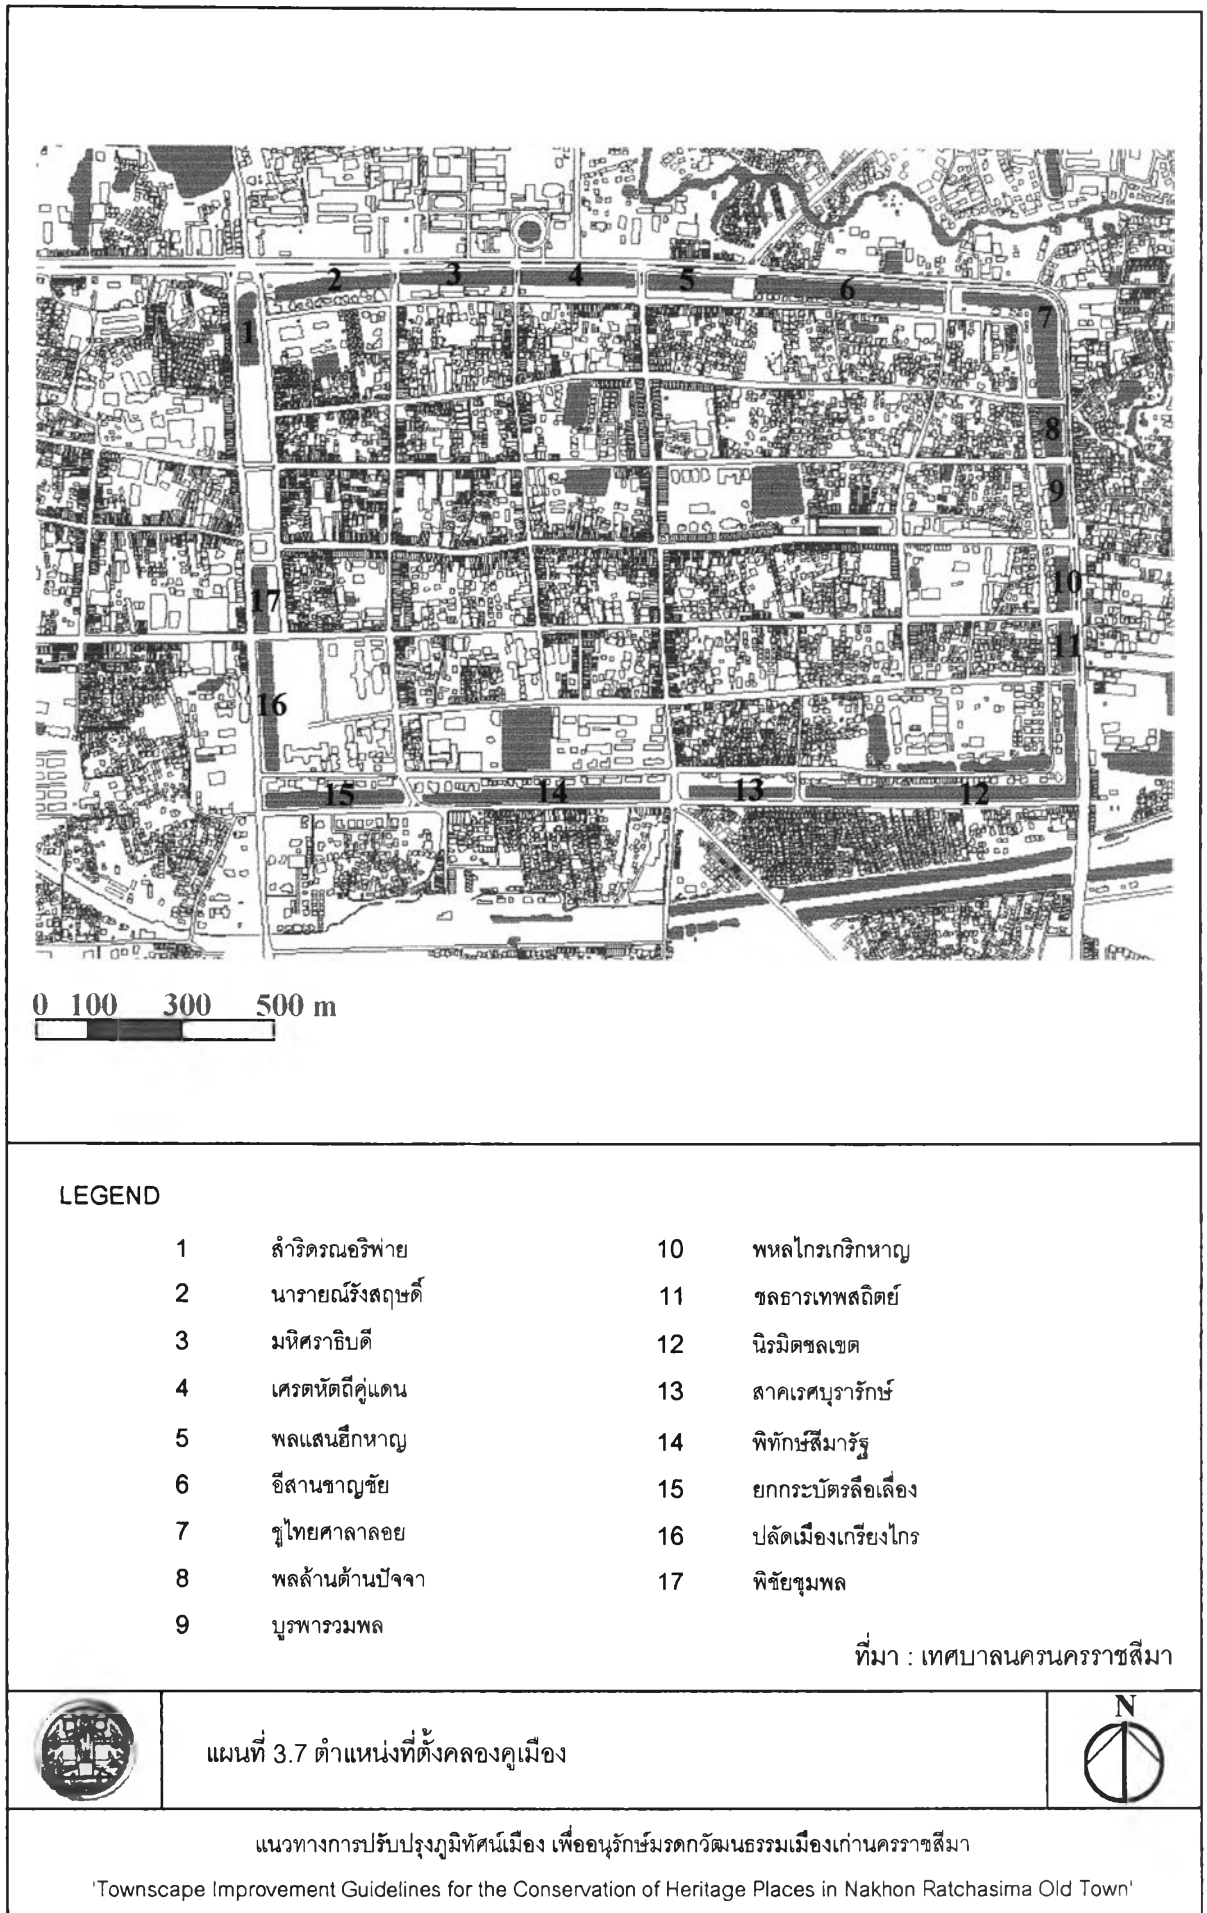 2 3 4 5 6 7
1
8
9
10
17
11
16
15 14 13 12
0 100 300 500 m
LEGEND
1 สำริดรณอริพ่าย
2 นารายณ์รังสฤษดิ์
3 มหิศราธิบดี
4 เศรตหัตถีคู่แดน
5 พลแสนฮึกหาญ
6 อีสานชาญชัย
7 ชูไทยศาลาลอย
8 พลล้านต้านปัจจา
9 บูรพารวมพล
10 พหลไกรเกริกหาญ
11 ชลธารเทพสถิตย์
12 นิรมิตชลเขต
13 สาคเรศบุรารักษ์
14 พิทักษ์สีมารัฐ
15 ยกกระบัตรลือเลื่อง
16 ปลัดเมืองเกรียงไกร
17 พิชัยชุมพล
ที่มา : เทศบาลนครนครราชสีมา
แผนที่ 3.7 ตำแหน่งที่ตั้งคลองคูเมือง
N
แนวทางการปรับปรุงภูมิทัศน์เมือง เพื่ออนุรักษ์มรดกวัฒนธรรมเมืองเก่านครราชสีมา
'Townscape Improvement Guidelines for the Conservation of Heritage Places in Nakhon Ratchasima Old Town'